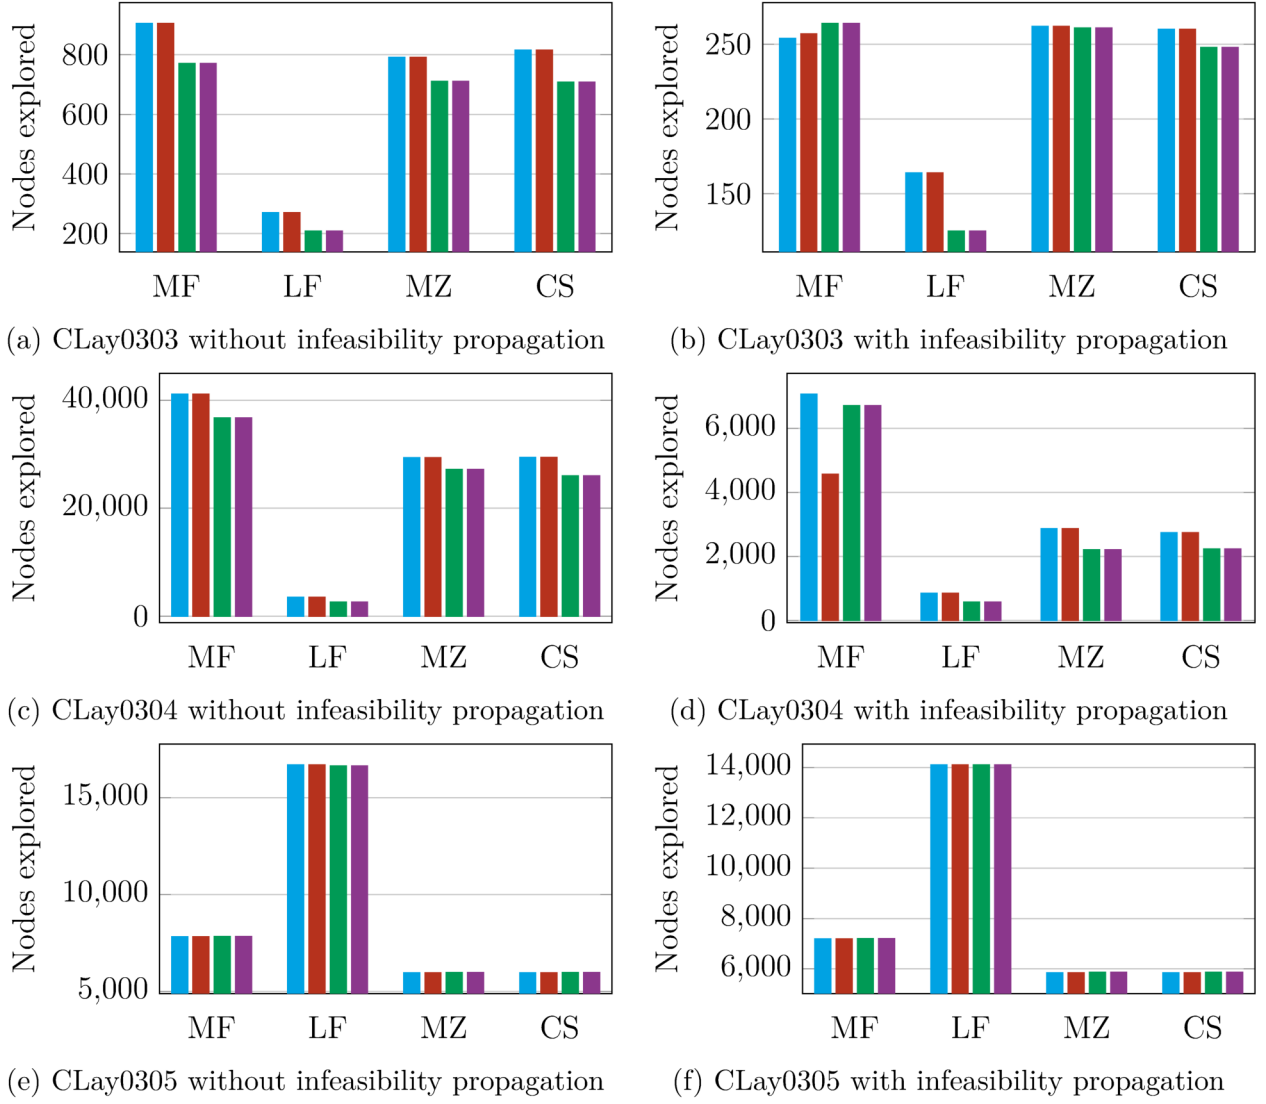 Nodes explored
800
600
400
200
MF LF MZ CS
(a) CLay0303 without infeasibility propagation
Nodes explored
250
200
150
MF LF MZ CS
(b) CLay0303 with infeasibility propagation
Nodes explored
40,000
20,000
0
MF LF MZ CS
(c) CLay0304 without infeasibility propagation
Nodes explored
6,000
4,000
2,000
0
MF LF MZ CS
(d) CLay0304 with infeasibility propagation
Nodes explored
15,000
10,000
5,000
MF LF MZ CS
(e) CLay0305 without infeasibility propagation
Nodes explored
14,000
12,000
10,000
8,000
6,000
MF LF MZ CS
(f) CLay0305 with infeasibility propagation